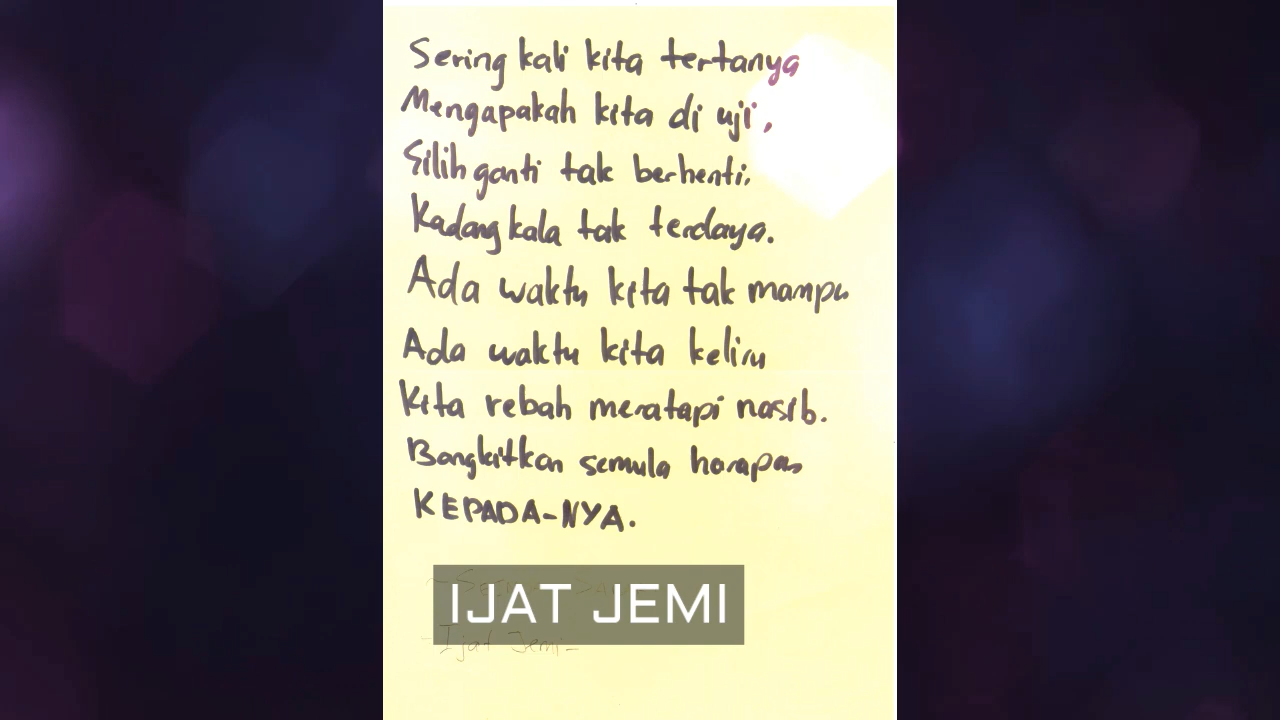 Sering kali kita tertanya
Mengapakah kita di uji,
Silih ganti tak berhenti.
Kadang kala tak terdaya.
Ada waktu kita tak mampu
Ada waktu kita keliru
Kita rebah meratapi nasib.
Bangkitkan semula harapan
KEPADA-NYA.
IJAT JEMI
-Ijat Jemi-